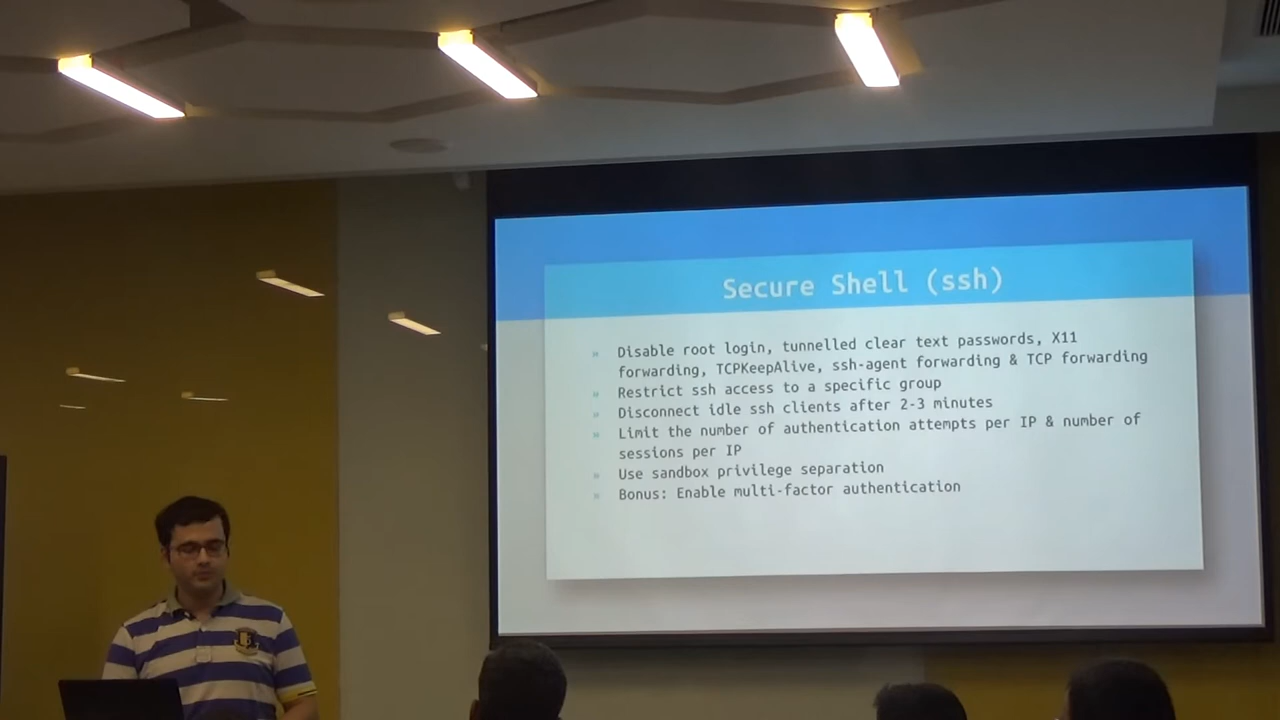 Secure Shell (ssh)
» Disable root login, tunnelled clear text passwords, X11
forwarding, TCPKeepAlive, ssh-agent forwarding & TCP forwarding
» Restrict ssh access to a specific group
» Disconnect idle ssh clients after 2-3 minutes
» Limit the number of authentication attempts per IP & number of
sessions per IP
» Use sandbox privilege separation
» Bonus: Enable multi-factor authentication